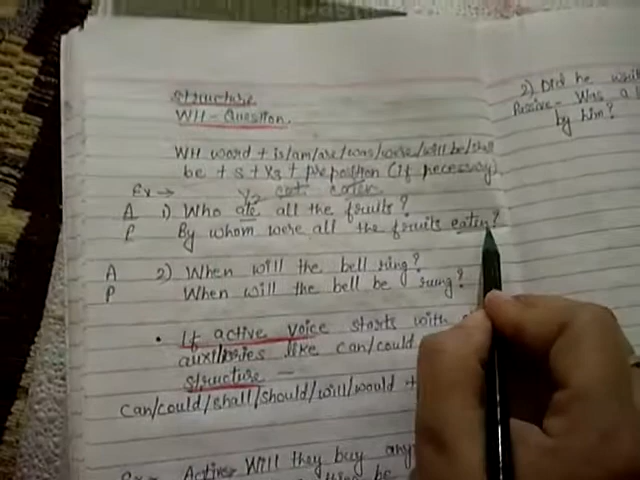 Structure
WH - Question
WH word + is/am/are/was/were/will be/shall
be + s + V3 + preposition (if necessary).
Ex → V2 eat eaten
A 1) Who ate all the fruits?
P By whom were all the fruits eaten?
A 2) When will the bell ring?
P When will the bell be rung?
• If active voice starts with
auxiliaries like can/could
structure -
can/could/shall/should/will/would +
Ex- Active- Will they buy any
be
2) Did he
Passive- Was a
by him?